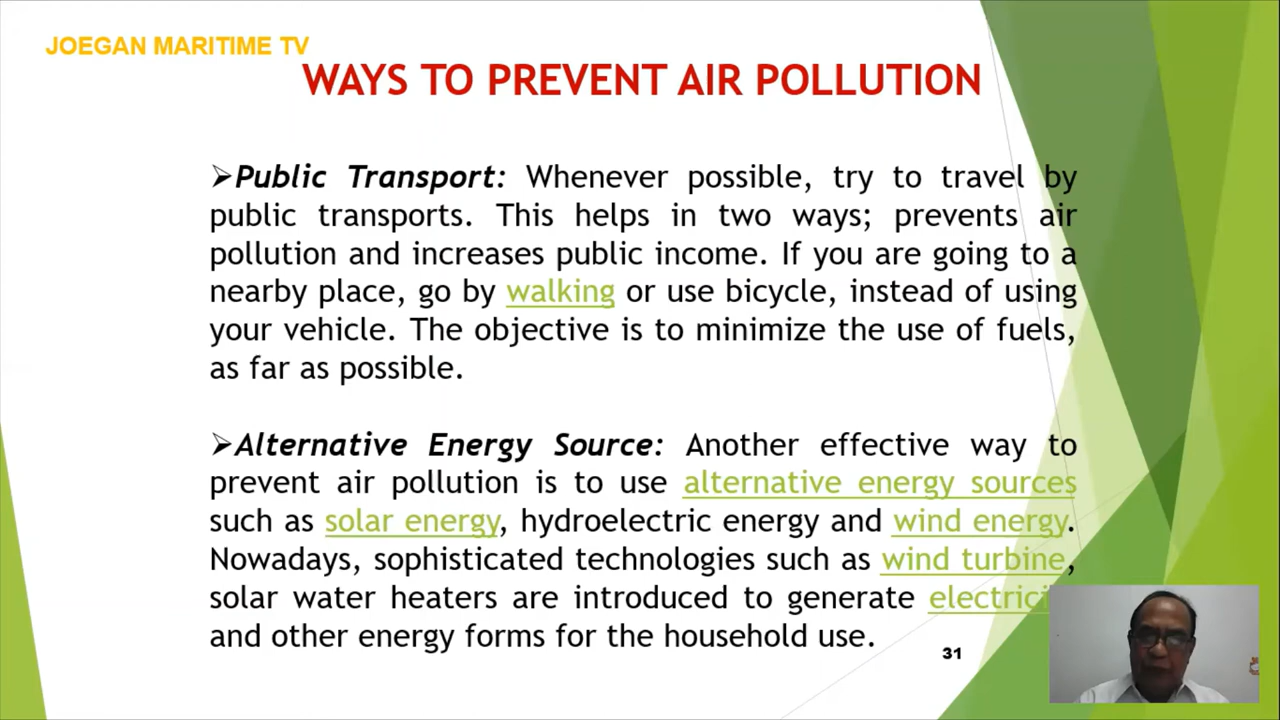 JOEGAN MARITIME TV
WAYS TO PREVENT AIR POLLUTION
➢Public Transport: Whenever possible, try to travel by
public transports. This helps in two ways; prevents air
pollution and increases public income. If you are going to a
nearby place, go by walking or use bicycle, instead of using
your vehicle. The objective is to minimize the use of fuels,
as far as possible.
➢Alternative Energy Source: Another effective way to
prevent air pollution is to use alternative energy sources
such as solar energy, hydroelectric energy and wind energy.
Nowadays, sophisticated technologies such as wind turbine,
solar water heaters are introduced to generate
and other energy forms for the household use.
31